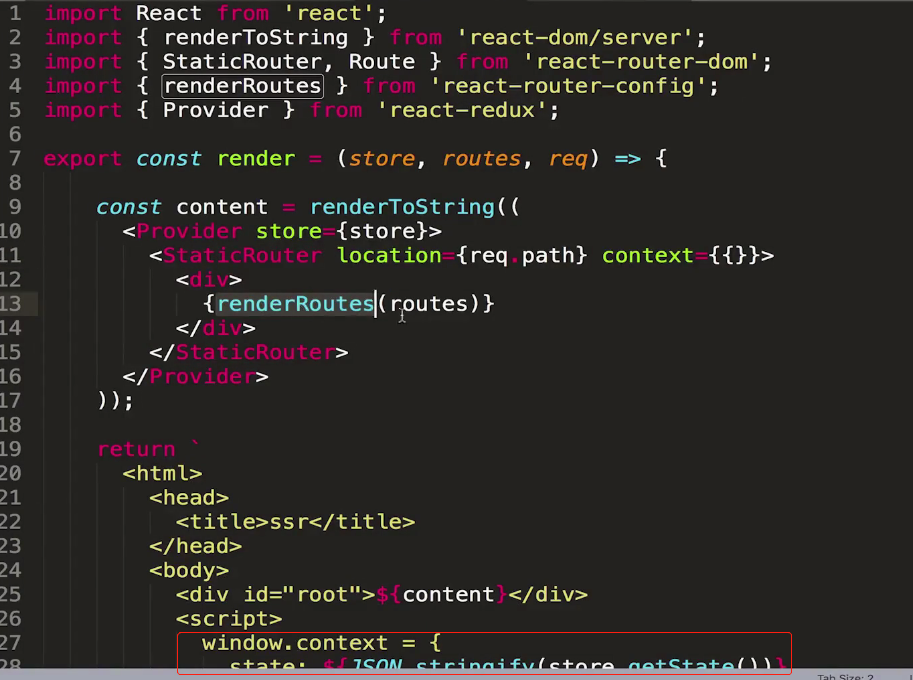 1 import React from 'react';
2 import { renderToString } from 'react-dom/server';
3 import { StaticRouter, Route } from 'react-router-dom';
4 import { renderRoutes } from 'react-router-config';
5 import { Provider } from 'react-redux';
6
7 export const render = (store, routes, req) => {
8
9 const content = renderToString((
10 <Provider store={store}>
11 <StaticRouter location={req.path} context={{}}>
12 <div>
13 {renderRoutes(routes)}
14 </div>
15 </StaticRouter>
16 </Provider>
17 ));
18
19 return `
20 <html>
21 <head>
22 <title>ssr</title>
23 </head>
24 <body>
25 <div id="root">${content}</div>
26 <script>
27 window.context = {
28 state: ${JSON.stringify(store.getState())}
Tab Size: 2